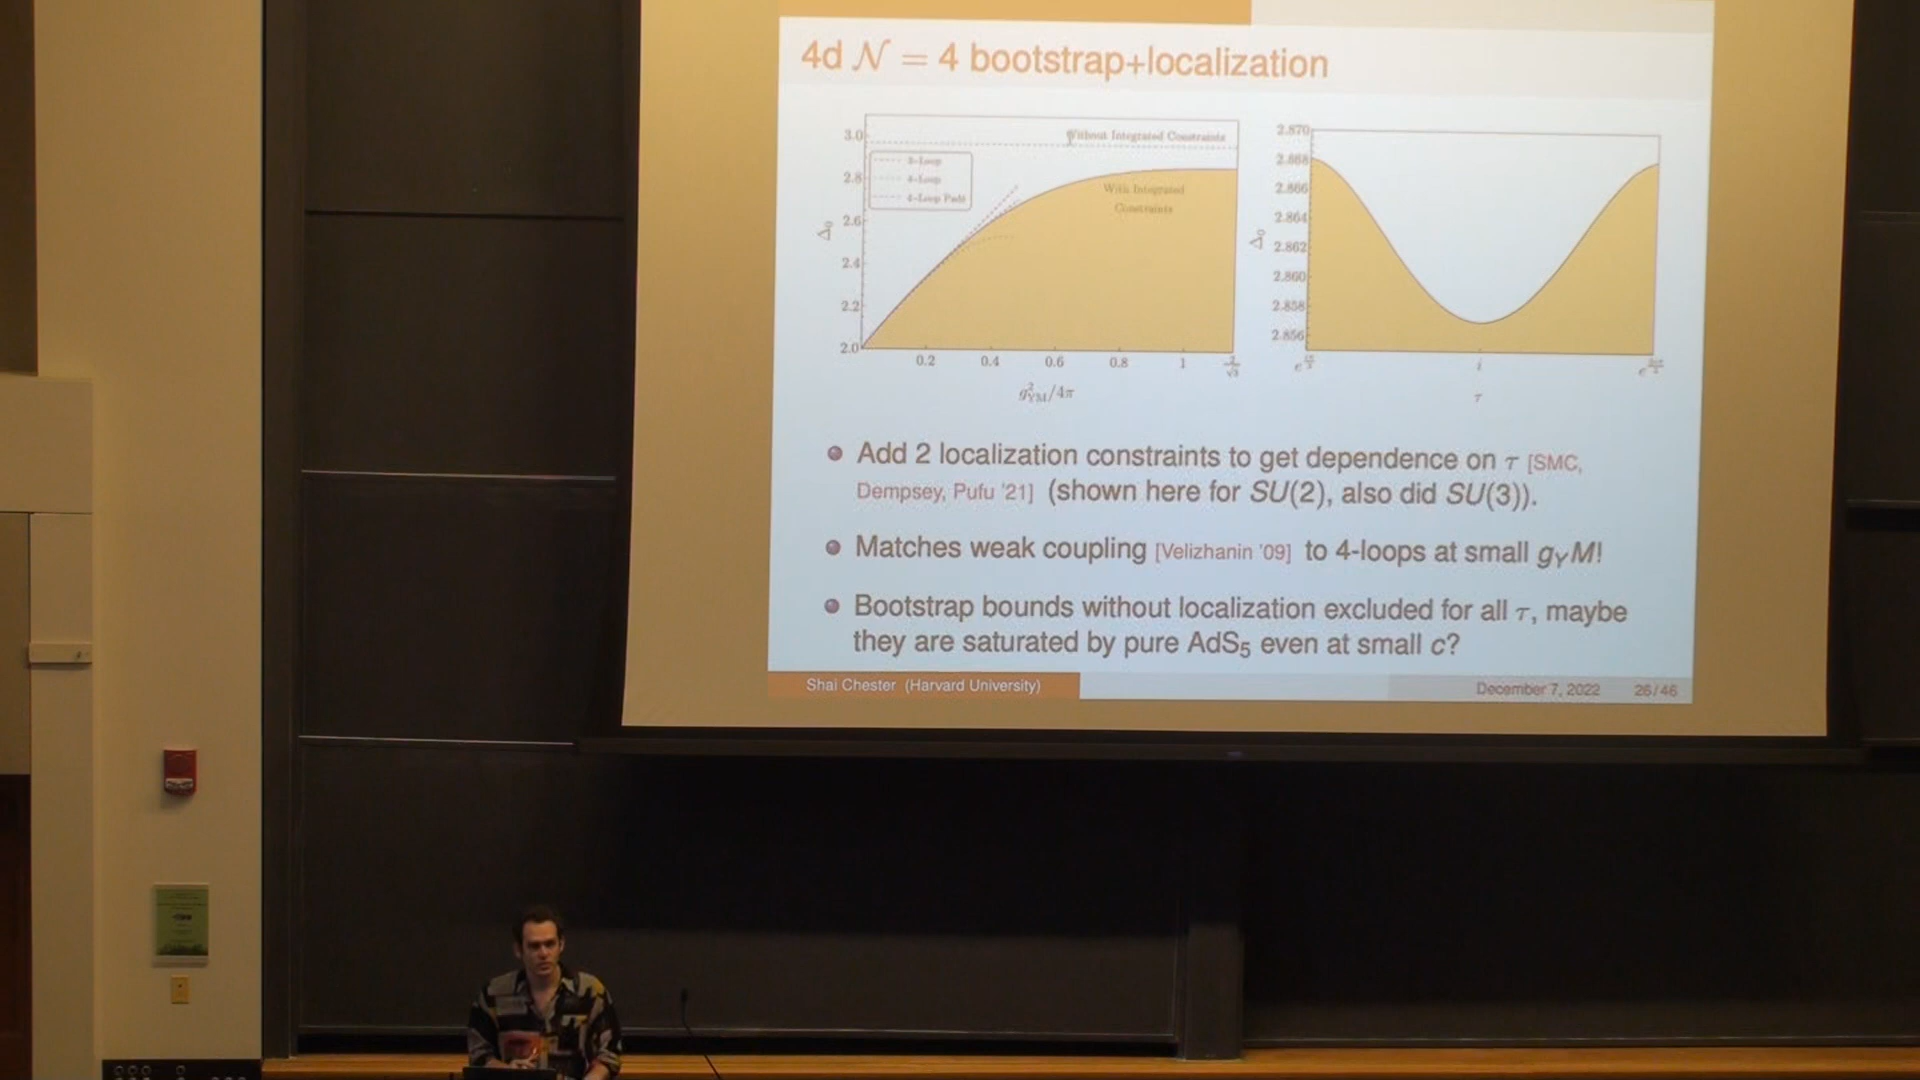 4d 𝒩 = 4 bootstrap+localization
3.0
2.8
2.6
2.4
2.2
2.0
Δ₀
Without Integrated Constraints
3-Loop
4-Loop
4-Loop Padé
With Integrated
Constraints
0.2 0.4 0.6 0.8 1 2/√3
g²YM/4π
2.870
2.868
2.866
2.864
2.862
2.860
2.858
2.856
Δ₀
i
τ
Add 2 localization constraints to get dependence on τ [SMC,
Dempsey, Pufu '21] (shown here for SU(2), also did SU(3)).
Matches weak coupling [Velizhanin '09] to 4-loops at small gYM!
Bootstrap bounds without localization excluded for all τ, maybe
they are saturated by pure AdS₅ even at small c?
Shai Chester (Harvard University)
December 7, 2022 26/46